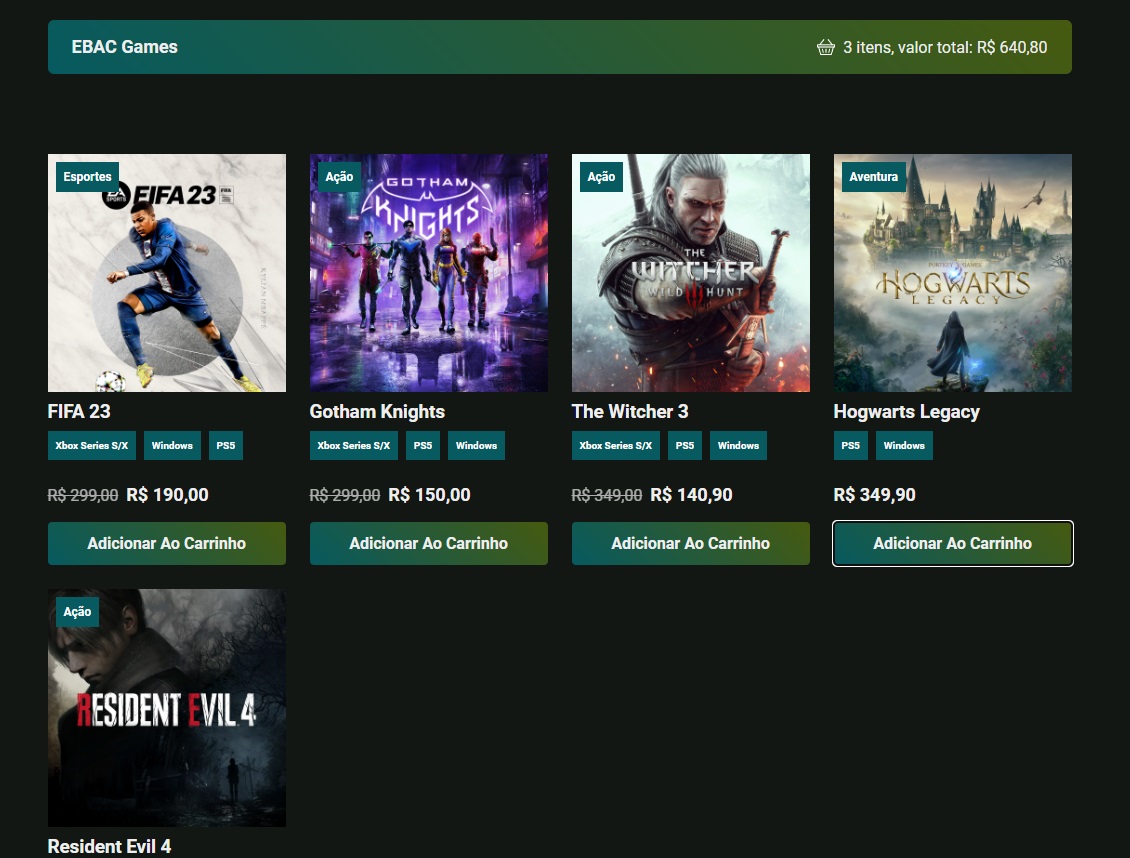 EBAC Games
3 itens, valor total: R$ 640,80
Esportes
EA SPORTS FIFA 23
FIFA 23
Xbox Series S/X Windows PS5
R$ 299,00 R$ 190,00
Adicionar Ao Carrinho
Ação
GOTHAM
KNIGHTS
Gotham Knights
Xbox Series S/X PS5 Windows
R$ 299,00 R$ 150,00
Adicionar Ao Carrinho
Ação
THE
WITCHER
WILD III HUNT
The Witcher 3
Xbox Series S/X PS5 Windows
R$ 349,00 R$ 140,90
Adicionar Ao Carrinho
Aventura
HOGWARTS
LEGACY
Hogwarts Legacy
PS5 Windows
R$ 349,90
Adicionar Ao Carrinho
Ação
RESIDENT EVIL 4
Resident Evil 4